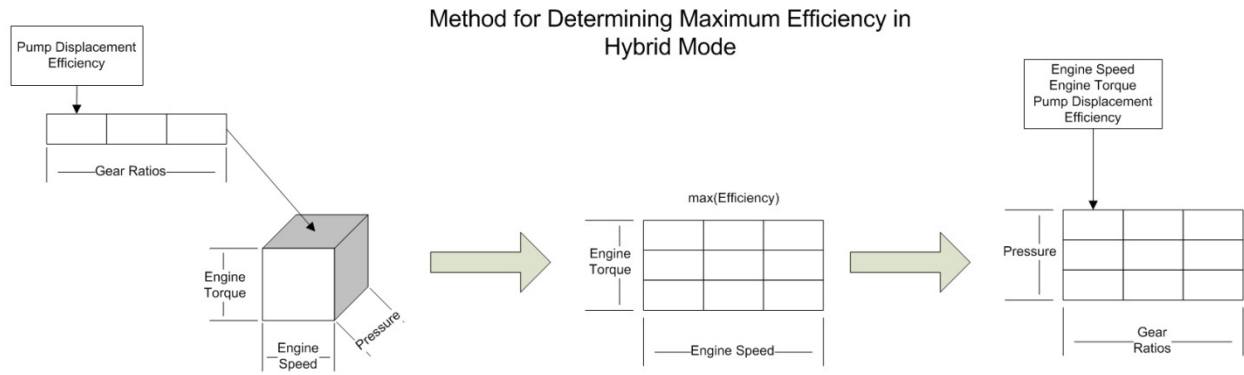 Method for Determining Maximum Efficiency in
Hybrid Mode
Pump Displacement
Efficiency
Gear Ratios
Engine
Torque
Engine
Speed
Pressure
max(Efficiency)
Engine
Torque
Engine Speed
Engine Speed
Engine Torque
Pump Displacement
Efficiency
Pressure
Gear
Ratios